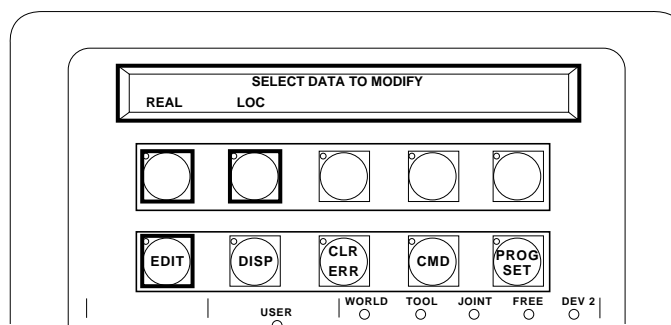 SELECT DATA TO MODIFY
REAL LOC
EDIT DISP CLR ERR CMD PROG SET
USER WORLD TOOL JOINT FREE DEV 2